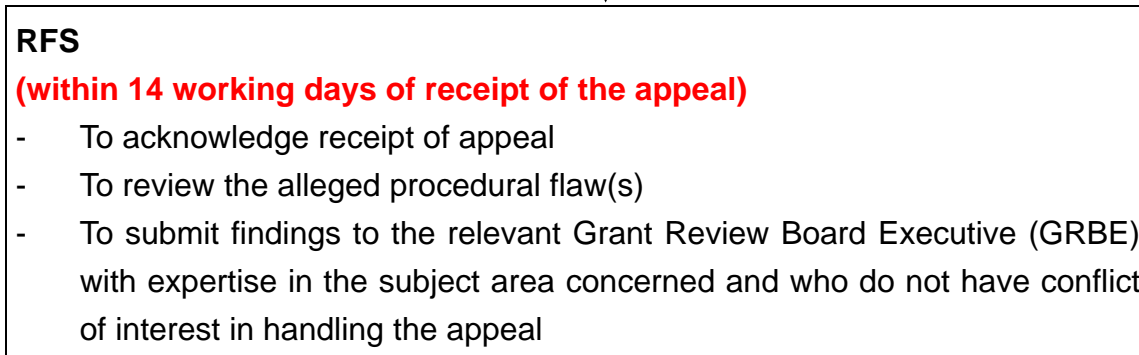 RFS
(within 14 working days of receipt of the appeal)
- To acknowledge receipt of appeal
- To review the alleged procedural flaw(s)
- To submit findings to the relevant Grant Review Board Executive (GRBE)
with expertise in the subject area concerned and who do not have conflict
of interest in handling the appeal